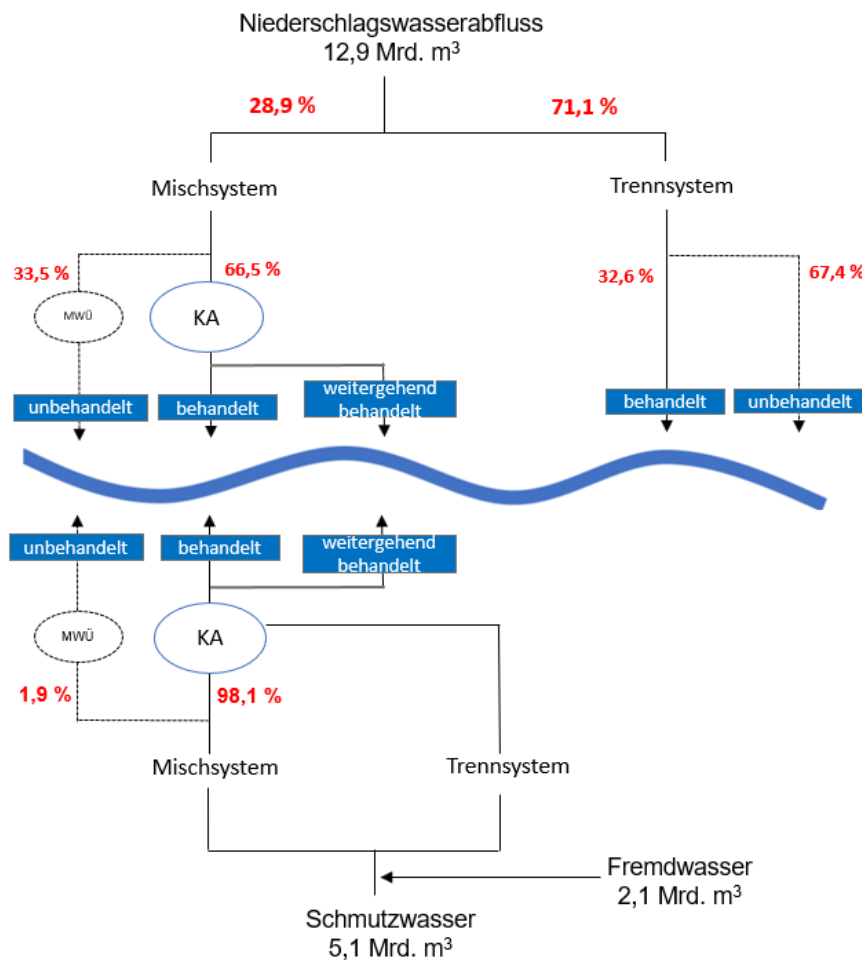 Niederschlagswasserabfluss
12,9 Mrd. m³
28,9 %
71,1 %
Mischsystem
Trennsystem
33,5 %
66,5 %
32,6 %
67,4 %
MWÜ
KA
unbehandelt
behandelt
weitergehend
behandelt
behandelt
unbehandelt
unbehandelt
behandelt
weitergehend
behandelt
MWÜ
KA
1,9 %
98,1 %
Mischsystem
Trennsystem
Fremdwasser
2,1 Mrd. m³
Schmutzwasser
5,1 Mrd. m³